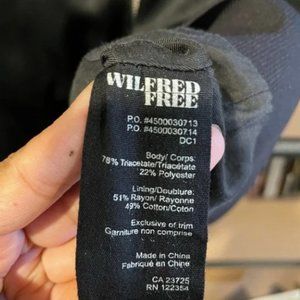 WILFRED
FREE
P.O. #4500030713
P.O. #4500030714
DC1
Body/ Corps:
78% Triacetate/Triacétate
22% Polyester
Lining/Doublure:
51% Rayon/ Rayonne
49% Cotton/Coton
Exclusive of trim
Garniture non comprise
Made in China
Fabriqué en Chine
CA 23725
RN 122354